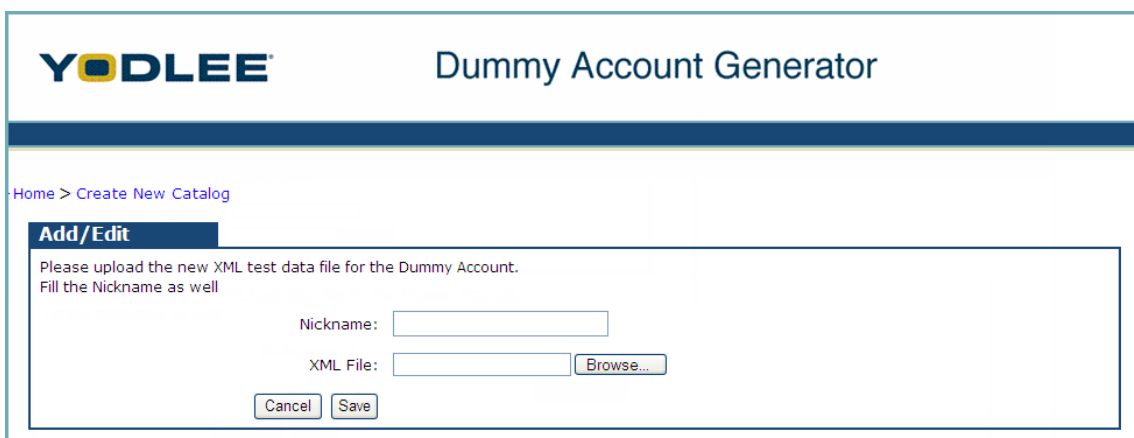 YODLEE
Dummy Account Generator
Home > Create New Catalog
Add/Edit
Please upload the new XML test data file for the Dummy Account.
Fill the Nickname as well
Nickname:
XML File: Browse...
Cancel Save